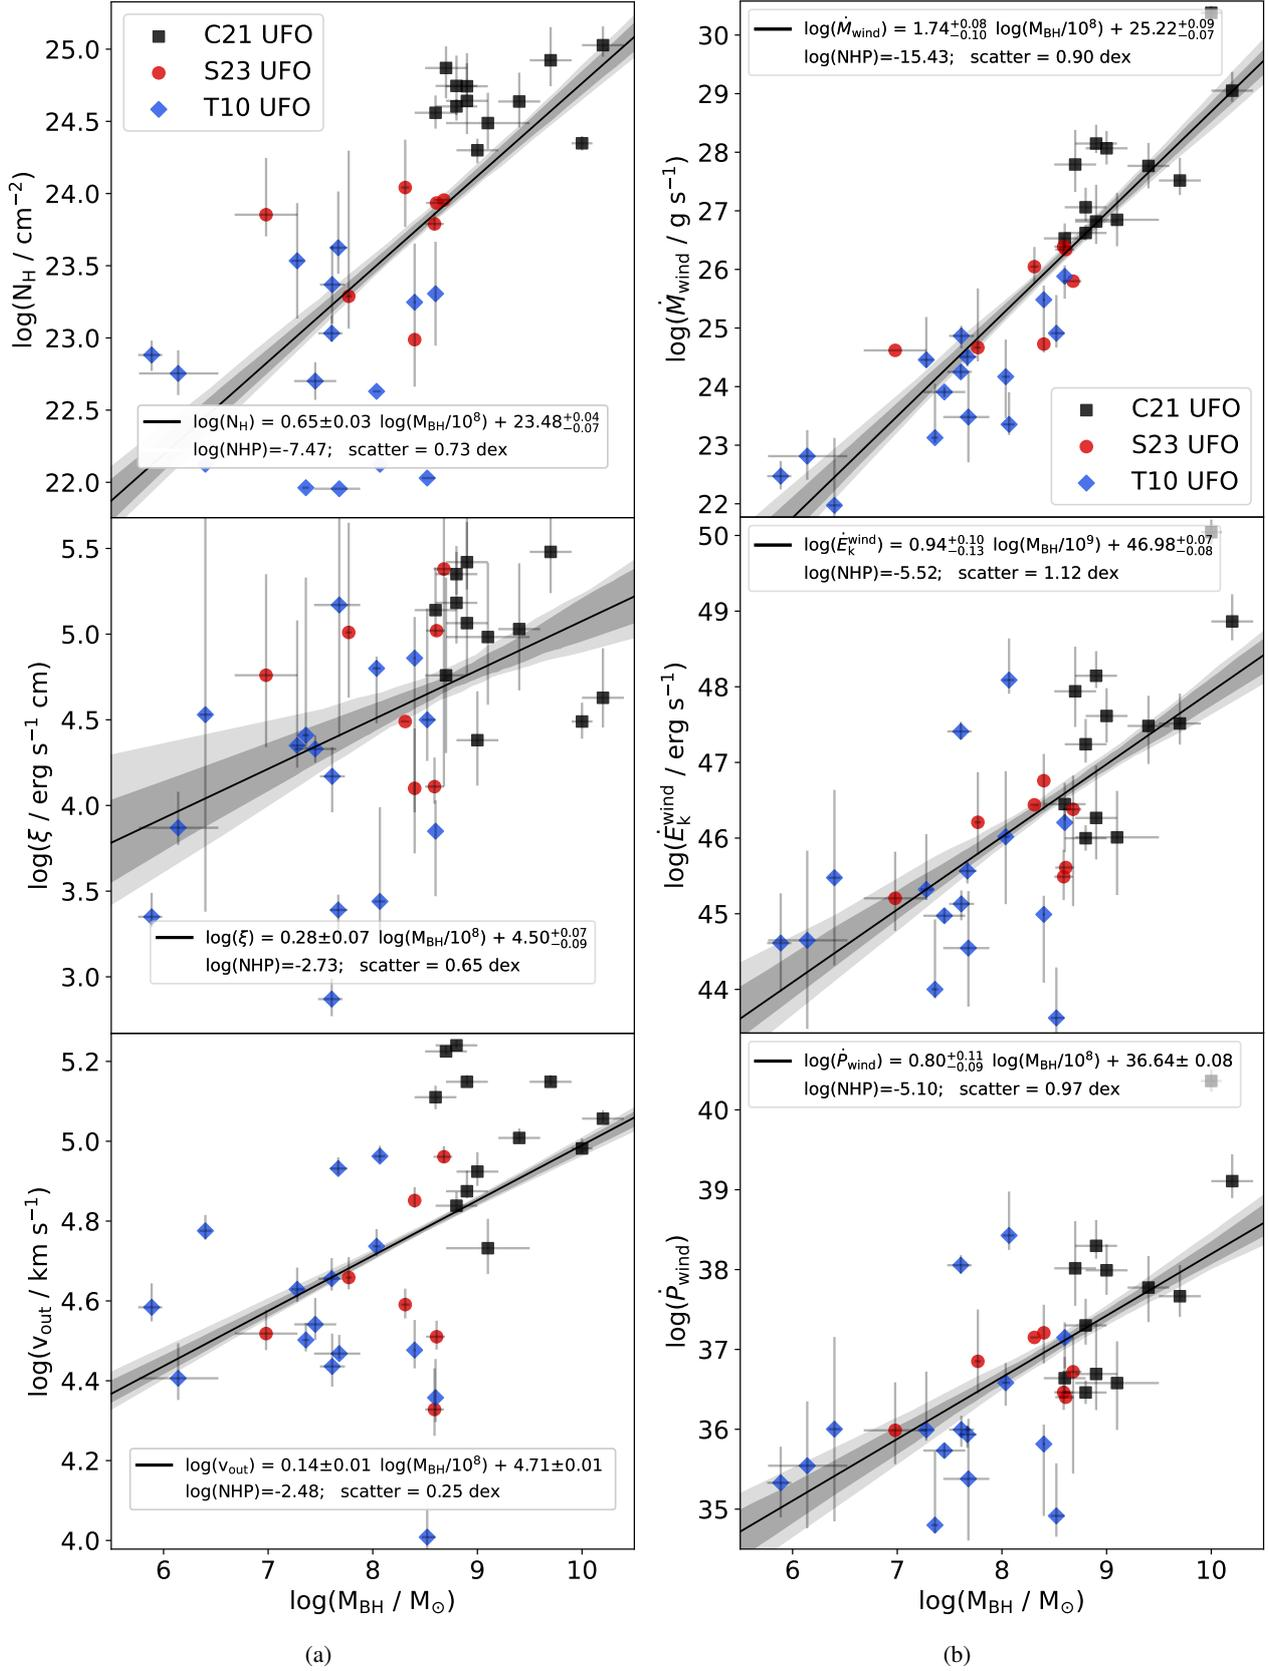 25.0
24.5
24.0
23.5
23.0
22.5
22.0
log(N_H / cm⁻²)
C21 UFO
S23 UFO
T10 UFO
log(N_H) = 0.65±0.03 log(M_BH/10⁸) + 23.48^{+0.04}_{−0.07}
log(NHP)=-7.47; scatter = 0.73 dex
5.5
5.0
4.5
4.0
3.5
3.0
log(ξ / erg s⁻¹ cm)
log(ξ) = 0.28±0.07 log(M_BH/10⁸) + 4.50^{+0.07}_{−0.09}
log(NHP)=-2.73; scatter = 0.65 dex
5.2
5.0
4.8
4.6
4.4
4.2
4.0
log(v_out / km s⁻¹)
log(v_out) = 0.14±0.01 log(M_BH/10⁸) + 4.71±0.01
log(NHP)=-2.48; scatter = 0.25 dex
6 7 8 9 10
log(M_BH / M_⊙)
(a)
30
29
28
27
26
25
24
23
22
log(Ṁ_wind / g s⁻¹)
log(Ṁ_wind) = 1.74^{+0.08}_{−0.10} log(M_BH/10⁸) + 25.22^{+0.09}_{−0.07}
log(NHP)=-15.43; scatter = 0.90 dex
C21 UFO
S23 UFO
T10 UFO
50
49
48
47
46
45
44
log(Ė_k^wind / erg s⁻¹)
log(Ė_k^wind) = 0.94^{+0.10}_{−0.13} log(M_BH/10⁹) + 46.98^{+0.07}_{−0.08}
log(NHP)=-5.52; scatter = 1.12 dex
40
39
38
37
36
35
log(Ṗ_wind)
log(Ṗ_wind) = 0.80^{+0.11}_{−0.09} log(M_BH/10⁸) + 36.64± 0.08
log(NHP)=-5.10; scatter = 0.97 dex
6 7 8 9 10
log(M_BH / M_⊙)
(b)